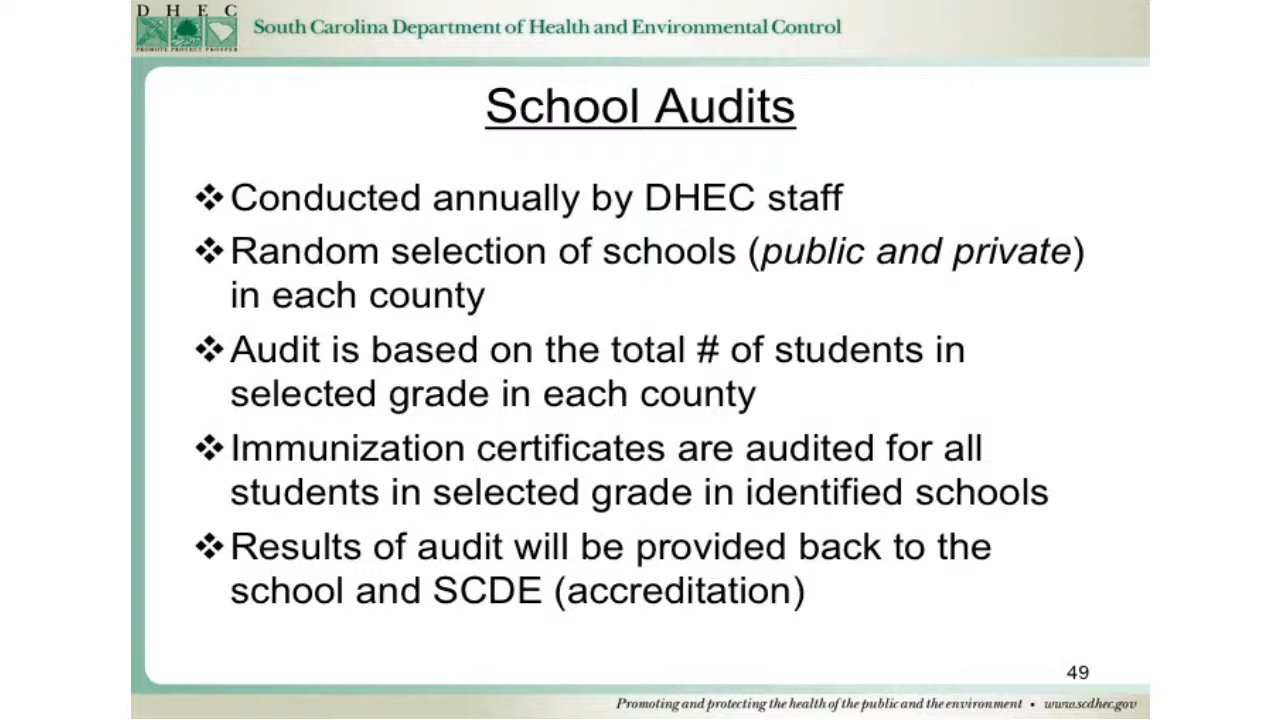 D H E C
PROMOTE PROTECT PROSPER
South Carolina Department of Health and Environmental Control
School Audits
❖Conducted annually by DHEC staff
❖Random selection of schools (public and private)
in each county
❖Audit is based on the total # of students in
selected grade in each county
❖Immunization certificates are audited for all
students in selected grade in identified schools
❖Results of audit will be provided back to the
school and SCDE (accreditation)
49
Promoting and protecting the health of the public and the environment • www.scdhec.gov